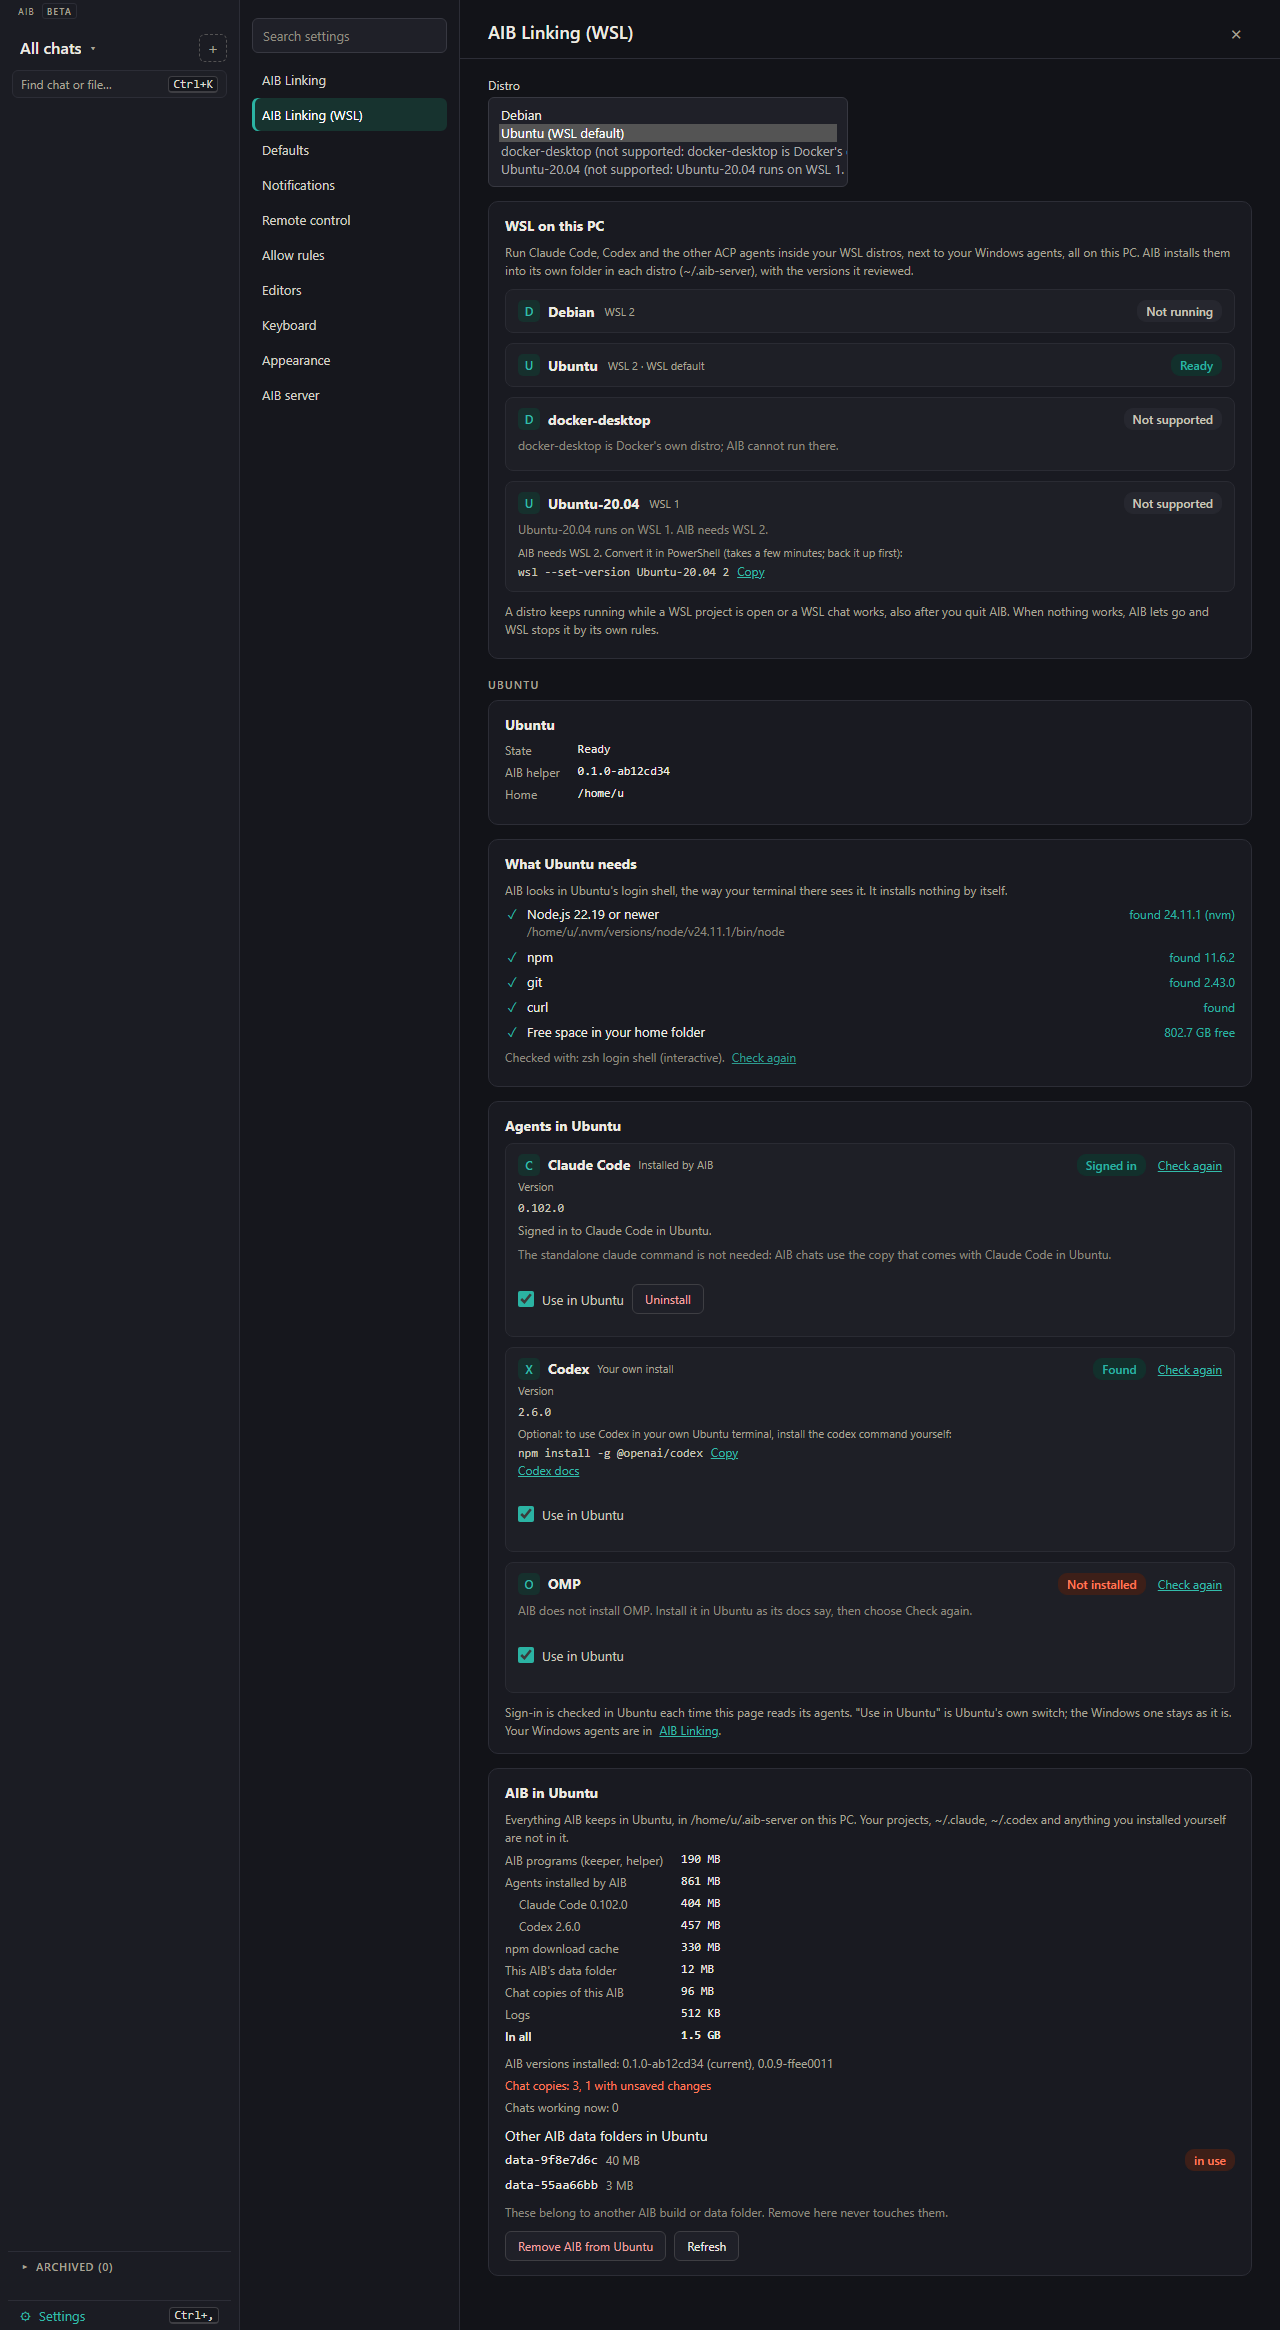 AIB BETA
All chats
+
Find chat or file... Ctrl+K
Search settings
AIB Linking
AIB Linking (WSL)
Defaults
Notifications
Remote control
Allow rules
Editors
Keyboard
Appearance
AIB server
ARCHIVED (0)
Settings Ctrl+,
AIB Linking (WSL) ×
Distro
Debian
Ubuntu (WSL default)
docker-desktop (not supported: docker-desktop is Docker's
Ubuntu-20.04 (not supported: Ubuntu-20.04 runs on WSL 1.
WSL on this PC
Run Claude Code, Codex and the other ACP agents inside your WSL distros, next to your Windows agents, all on this PC. AIB installs them
into its own folder in each distro (~/.aib-server), with the versions it reviewed.
D Debian WSL 2 Not running
U Ubuntu WSL 2 · WSL default Ready
D docker-desktop Not supported
docker-desktop is Docker's own distro; AIB cannot run there.
U Ubuntu-20.04 WSL 1 Not supported
Ubuntu-20.04 runs on WSL 1. AIB needs WSL 2.
AIB needs WSL 2. Convert it in PowerShell (takes a few minutes; back it up first):
wsl --set-version Ubuntu-20.04 2 Copy
A distro keeps running while a WSL project is open or a WSL chat works, also after you quit AIB. When nothing works, AIB lets go and
WSL stops it by its own rules.
UBUNTU
Ubuntu
State Ready
AIB helper 0.1.0-ab12cd34
Home /home/u
What Ubuntu needs
AIB looks in Ubuntu's login shell, the way your terminal there sees it. It installs nothing by itself.
✓ Node.js 22.19 or newer found 24.11.1 (nvm)
/home/u/.nvm/versions/node/v24.11.1/bin/node
✓ npm found 11.6.2
✓ git found 2.43.0
✓ curl found
✓ Free space in your home folder 802.7 GB free
Checked with: zsh login shell (interactive). Check again
Agents in Ubuntu
C Claude Code Installed by AIB Signed in Check again
Version
0.102.0
Signed in to Claude Code in Ubuntu.
The standalone claude command is not needed: AIB chats use the copy that comes with Claude Code in Ubuntu.
Use in Ubuntu Uninstall
X Codex Your own install Found Check again
Version
2.6.0
Optional: to use Codex in your own Ubuntu terminal, install the codex command yourself:
npm install -g @openai/codex Copy
Codex docs
Use in Ubuntu
O OMP Not installed Check again
AIB does not install OMP. Install it in Ubuntu as its docs say, then choose Check again.
Use in Ubuntu
Sign-in is checked in Ubuntu each time this page reads its agents. "Use in Ubuntu" is Ubuntu's own switch; the Windows one stays as it is.
Your Windows agents are in AIB Linking.
AIB in Ubuntu
Everything AIB keeps in Ubuntu, in /home/u/.aib-server on this PC. Your projects, ~/.claude, ~/.codex and anything you installed yourself
are not in it.
AIB programs (keeper, helper) 190 MB
Agents installed by AIB 861 MB
Claude Code 0.102.0 404 MB
Codex 2.6.0 457 MB
npm download cache 330 MB
This AIB's data folder 12 MB
Chat copies of this AIB 96 MB
Logs 512 KB
In all 1.5 GB
AIB versions installed: 0.1.0-ab12cd34 (current), 0.0.9-ffee0011
Chat copies: 3, 1 with unsaved changes
Chats working now: 0
Other AIB data folders in Ubuntu
data-9f8e7d6c 40 MB in use
data-55aa66bb 3 MB
These belong to another AIB build or data folder. Remove here never touches them.
Remove AIB from Ubuntu Refresh